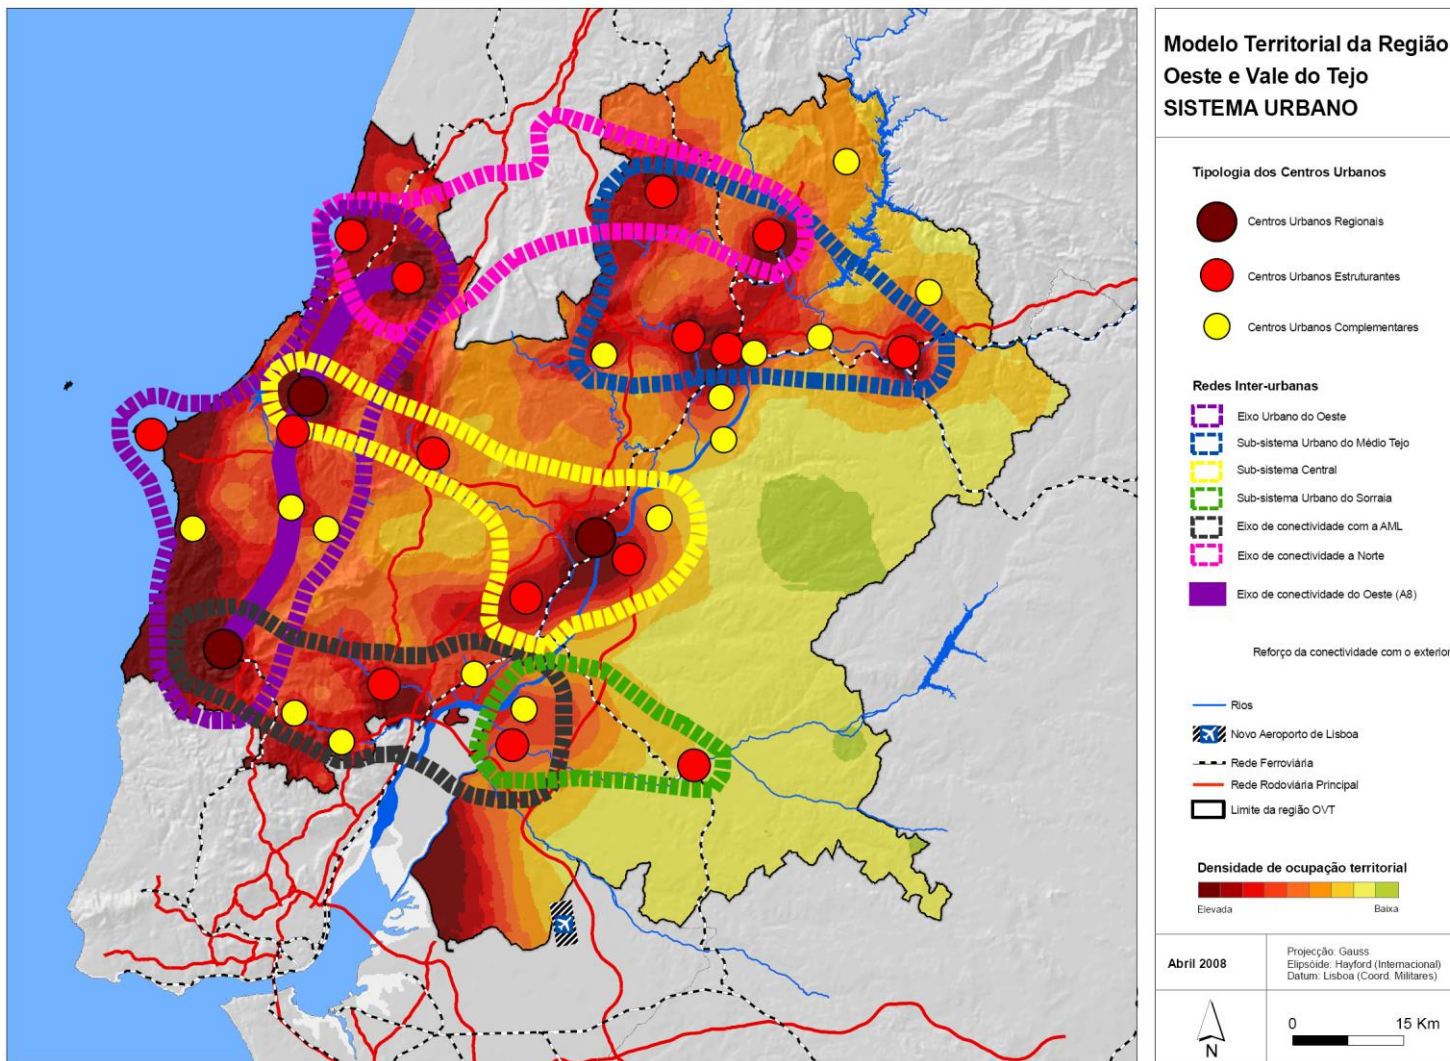 Modelo Territorial da Região
Oeste e Vale do Tejo
SISTEMA URBANO
Tipologia dos Centros Urbanos
Centros Urbanos Regionais
Centros Urbanos Estruturantes
Centros Urbanos Complementares
Redes Inter-urbanas
Eixo Urbano do Oeste
Sub-sistema Urbano do Médio Tejo
Sub-sistema Central
Sub-sistema Urbano do Sorraia
Eixo de conectividade com a AML
Eixo de conectividade a Norte
Eixo de conectividade do Oeste (A8)
Reforço da conectividade com o exterior
Rios
Novo Aeroporto de Lisboa
Rede Ferroviária
Rede Rodoviária Principal
Limite da região OVT
Densidade de ocupação territorial
Elevada
Baixa
Abril 2008
Projecção: Gauss
Elipsóide: Hayford (Internacional)
Datum: Lisboa (Coord. Militares)
N
0 15 Km